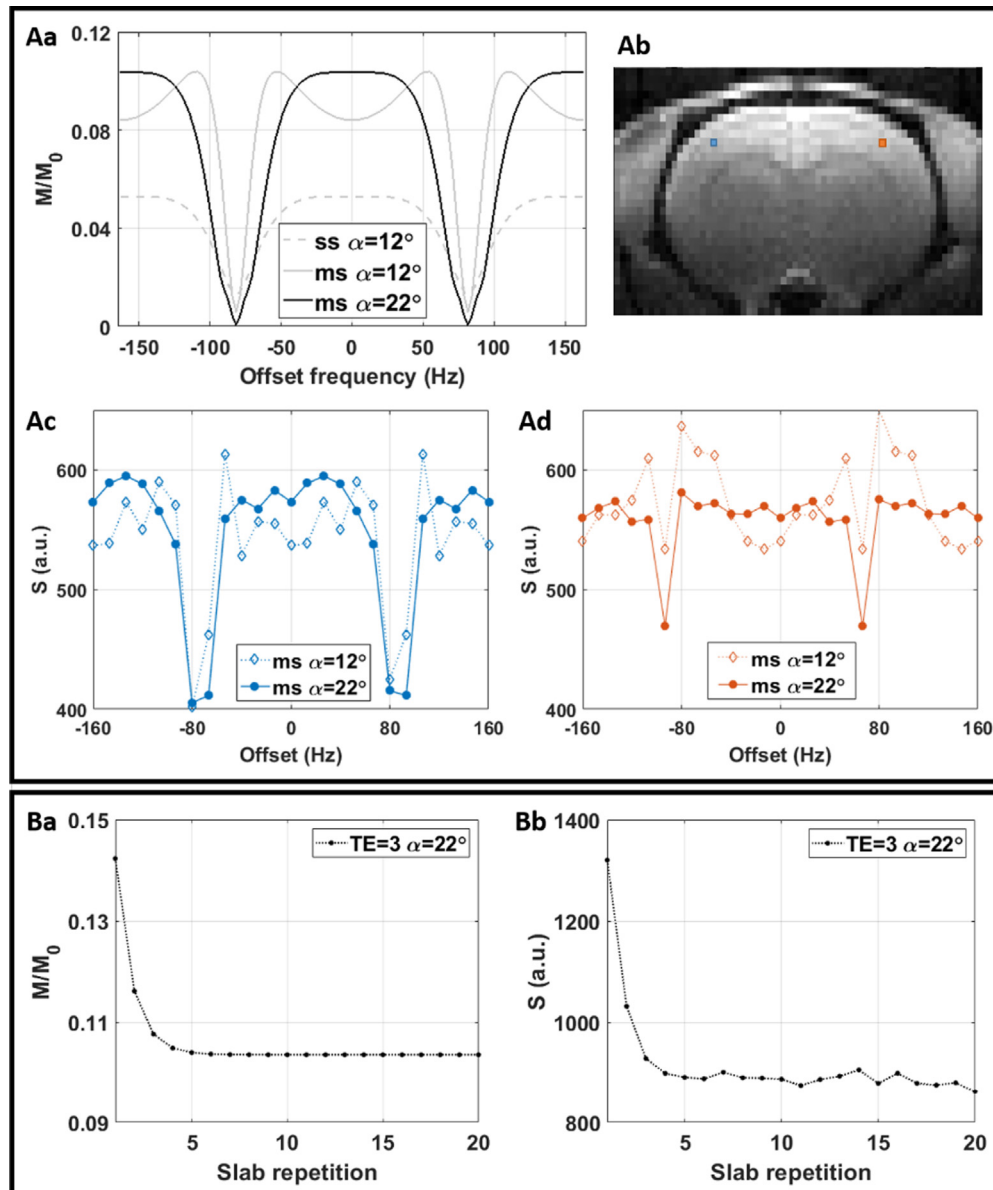 Aa
0.12
0.08
0.04
0
M/M0
ss α=12°
ms α=12°
ms α=22°
-150 -100 -50 0 50 100 150
Offset frequency (Hz)
Ab
Ac
600
500
400
S (a.u.)
ms α=12°
ms α=22°
-160 -80 0 80 160
Offset (Hz)
Ad
600
500
400
S (a.u.)
ms α=12°
ms α=22°
-160 -80 0 80 160
Offset (Hz)
Ba
0.15
0.13
0.11
0.09
M/M0
TE=3 α=22°
5 10 15 20
Slab repetition
Bb
1400
1200
1000
800
S (a.u.)
TE=3 α=22°
5 10 15 20
Slab repetition